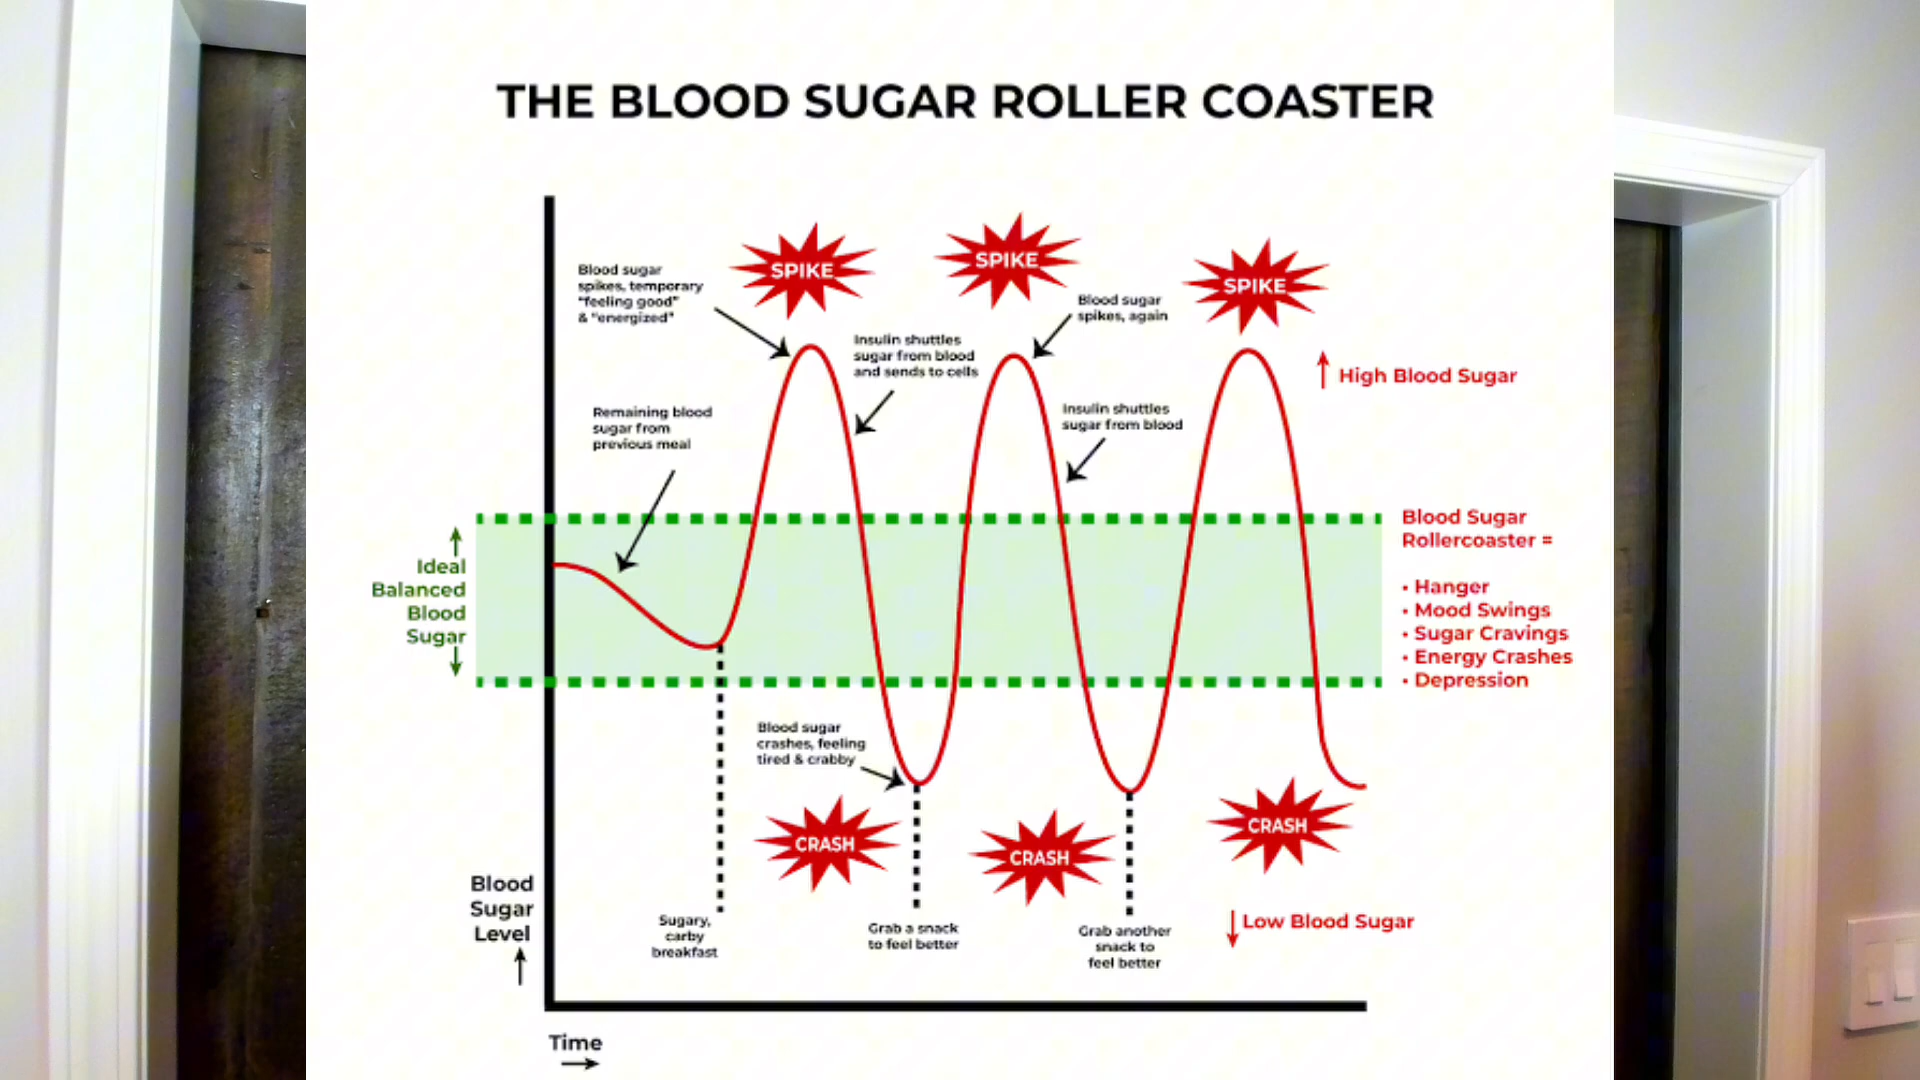 THE BLOOD SUGAR ROLLER COASTER
SPIKE
SPIKE
SPIKE
Blood sugar
spikes, temporary
"feeling good"
& "energized"
Blood sugar
spikes, again
Insulin shuttles
sugar from blood
and sends to cells
High Blood Sugar
Remaining blood
sugar from
previous meal
Insulin shuttles
sugar from blood
Ideal
Balanced
Blood
Sugar
Blood Sugar
Rollercoaster =
• Hanger
• Mood Swings
• Sugar Cravings
• Energy Crashes
• Depression
Blood sugar
crashes, feeling
tired & crabby
CRASH
CRASH
CRASH
Blood
Sugar
Level
Sugary,
carby
breakfast
Grab a snack
to feel better
Grab another
snack to
feel better
Low Blood Sugar
Time